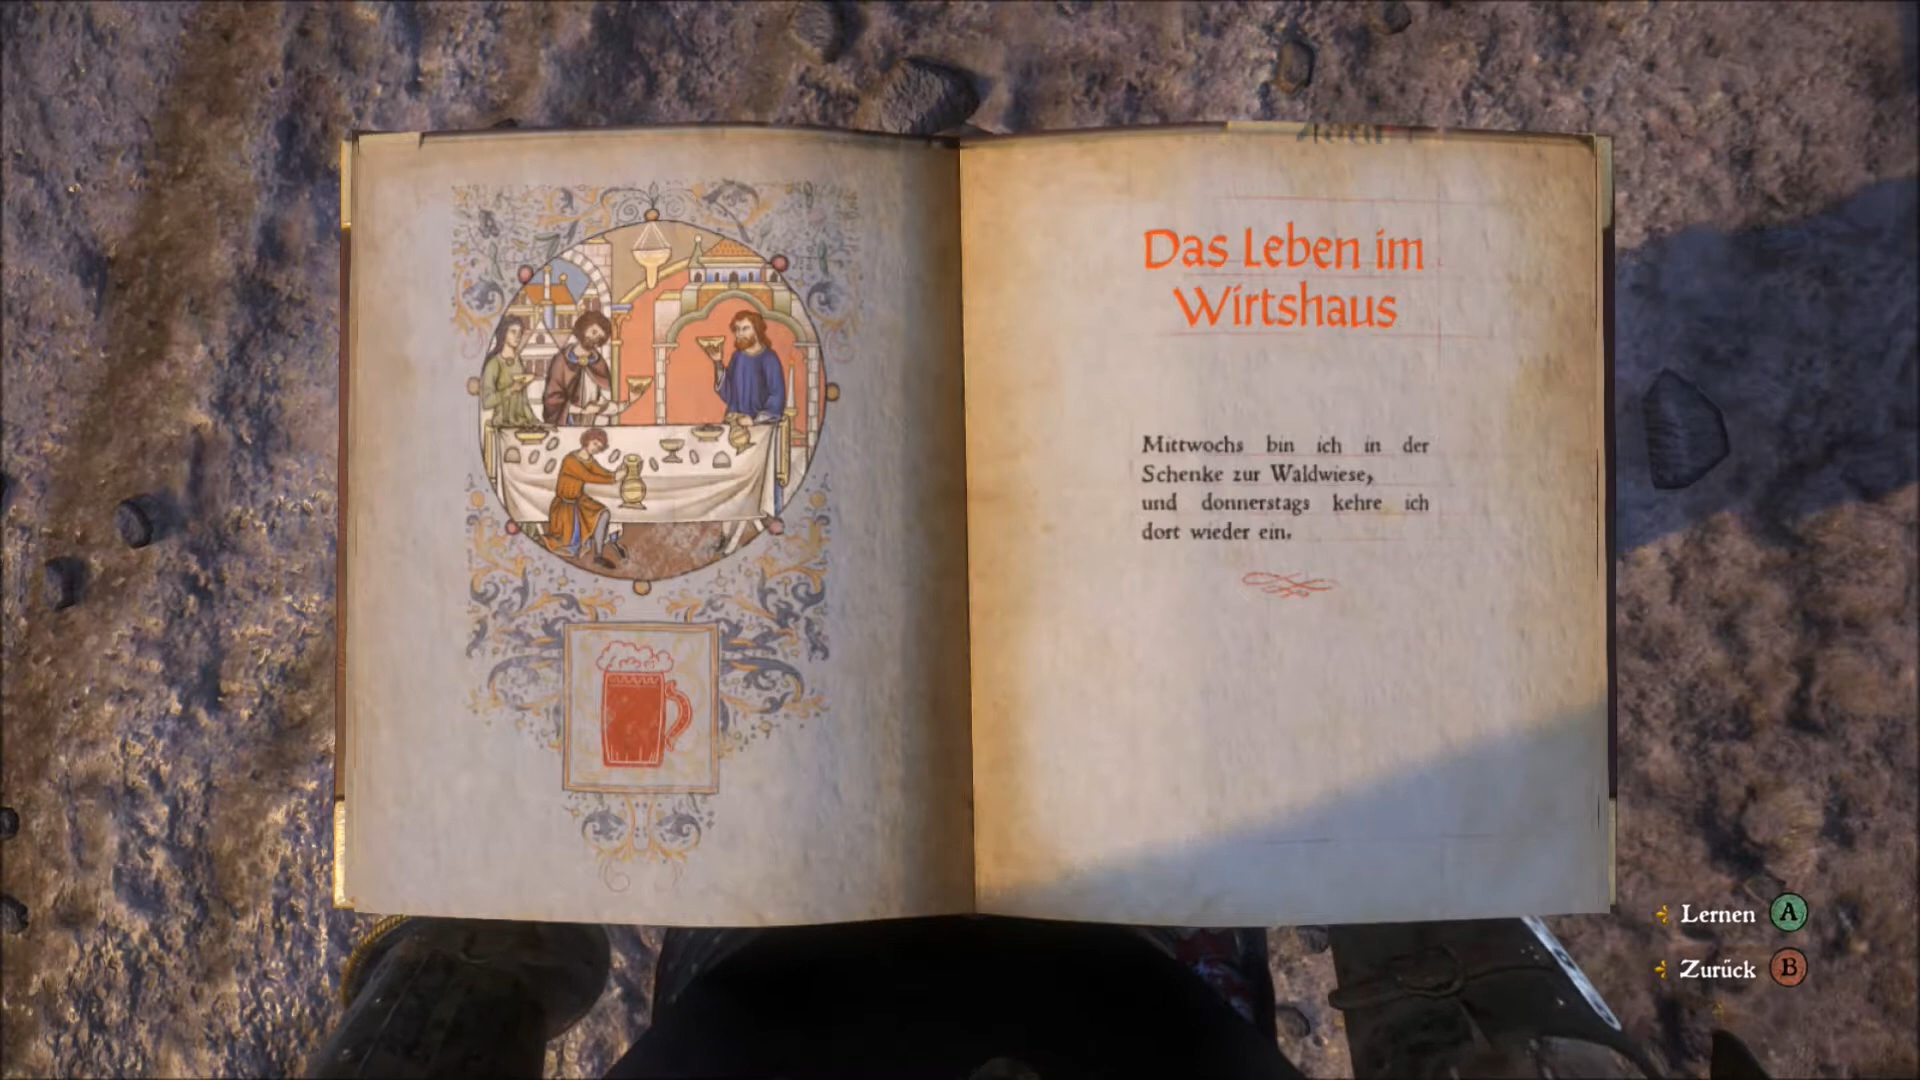 Das Leben im
Wirtshaus
Mittwochs bin ich in der
Schenke zur Waldwiese,
und donnerstags kehre ich
dort wieder ein.
Lernen A
Zurück B